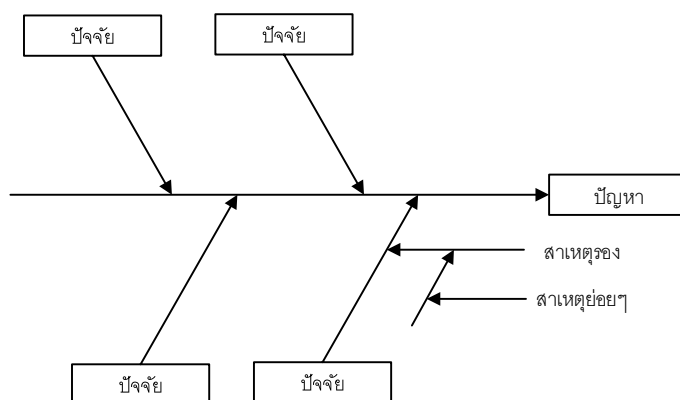 ปัจจัย
ปัจจัย
ปัญหา
สาเหตุรอง
สาเหตุย่อยๆ
ปัจจัย
ปัจจัย